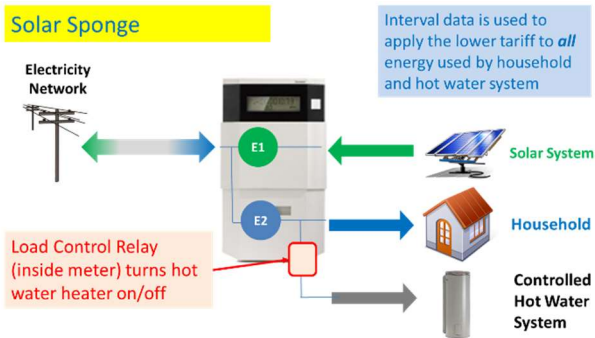 Solar Sponge
Interval data is used to
apply the lower tariff to all
energy used by household
and hot water system
Electricity
Network
E1
Solar System
E2
Household
Load Control Relay
(inside meter) turns hot
water heater on/off
Controlled
Hot Water
System